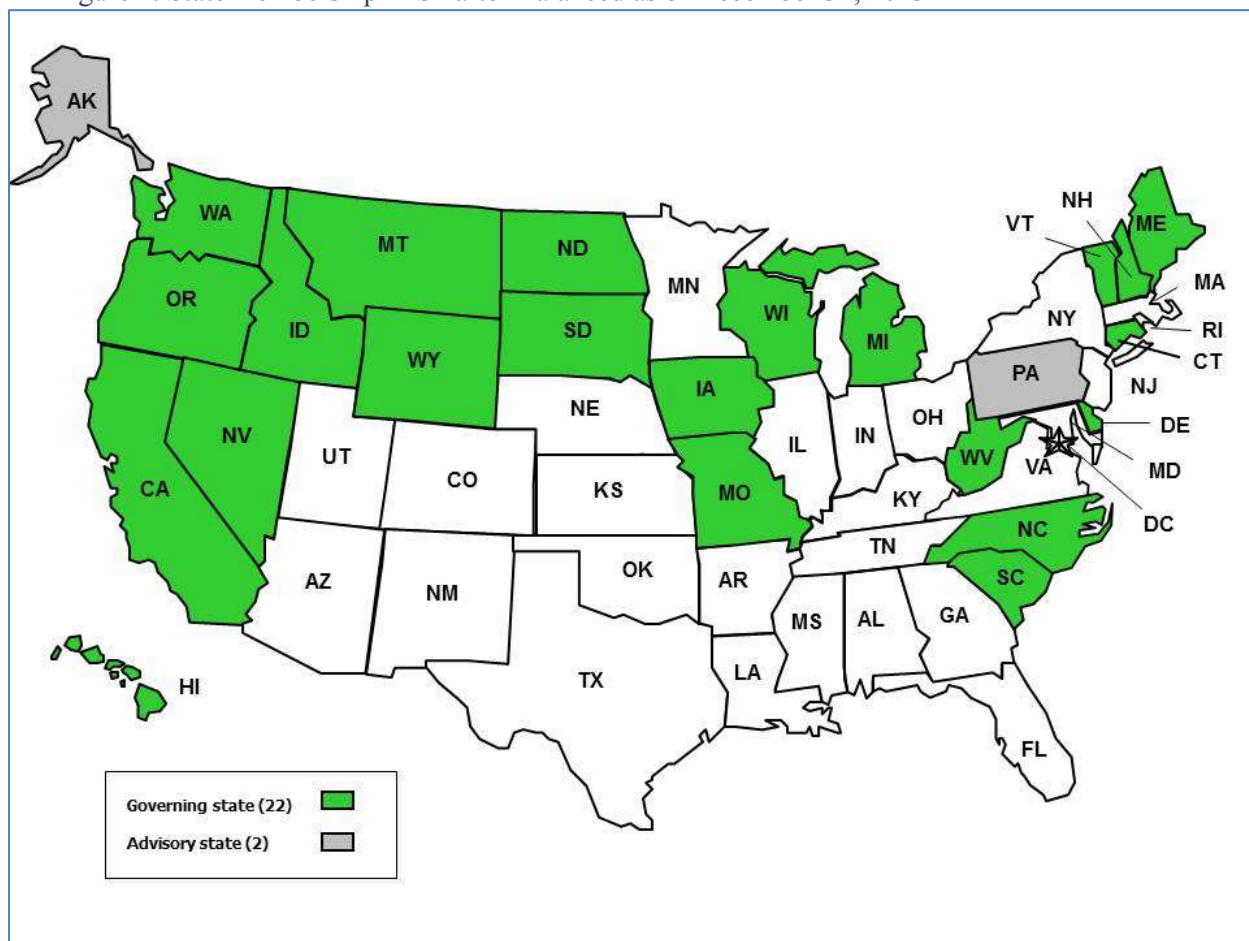 AK
WA
MT
ND
MN
OR
ID
SD
WI
MI
WY
IA
NE
NV
UT
CO
CA
KS
MO
IL
IN
OH
KY
WV
VA
PA
NY
VT
NH
ME
MA
RI
CT
NJ
DE
MD
DC
AZ
NM
OK
AR
TN
NC
SC
MS
AL
GA
LA
TX
FL
HI
Governing state (22)
Advisory state (2)